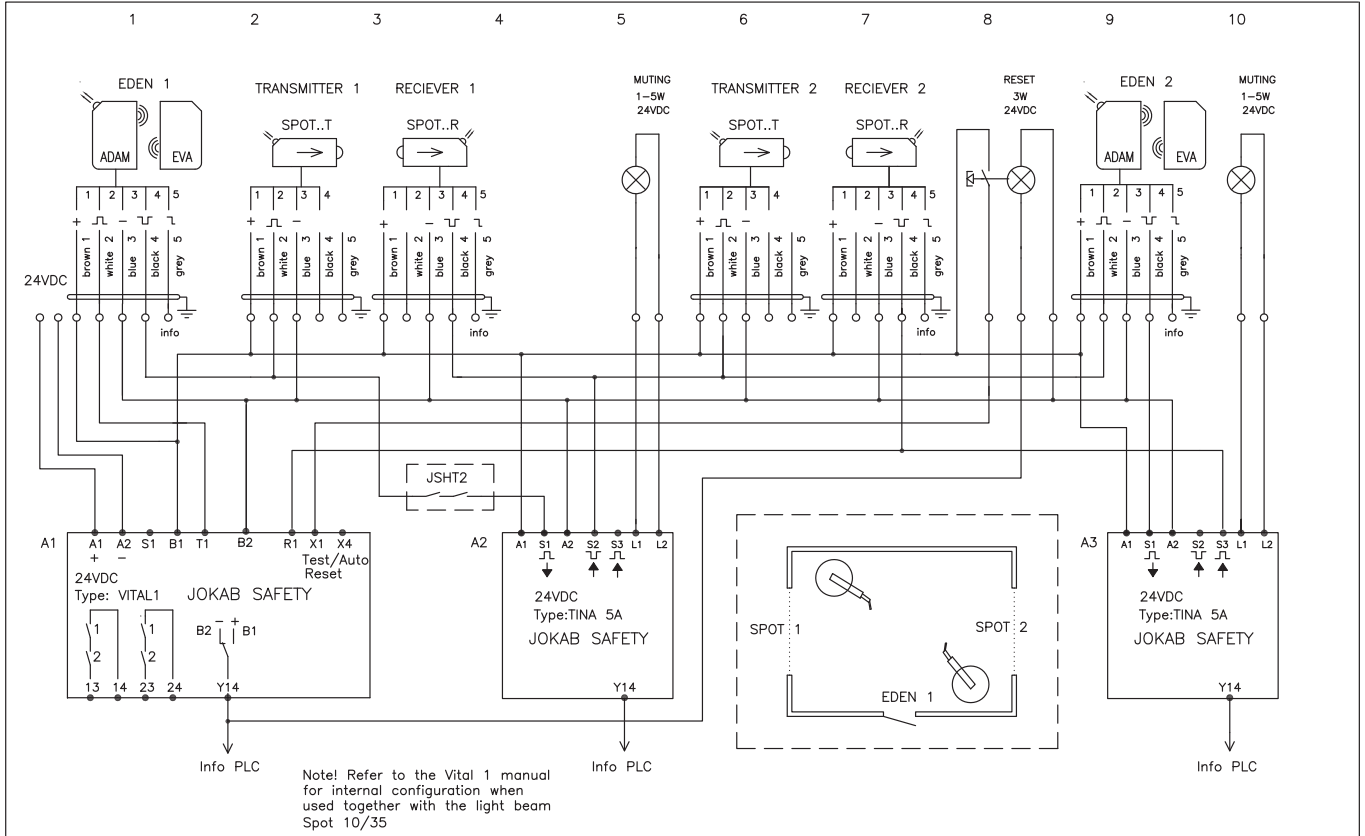 1 2 3 4 5 6 7 8 9 10
EDEN 1
TRANSMITTER 1
RECIEVER 1
MUTING
1-5W
24VDC
TRANSMITTER 2
RECIEVER 2
RESET
3W
24VDC
EDEN 2
MUTING
1-5W
24VDC
SPOT..T
SPOT..R
SPOT..T
SPOT..R
ADAM
EVA
ADAM
EVA
1 2 3 4 5
1 2 3 4
1 2 3 4 5
1 2 3 4
1 2 3 4 5
1 2 3 4 5
+ -
+ -
+ -
+ -
+ -
+ -
brown 1
white 2
blue 3
black 4
grey 5
brown 1
white 2
blue 3
black 4
grey 5
brown 1
white 2
blue 3
black 4
grey 5
brown 1
white 2
blue 3
black 4
grey 5
brown 1
white 2
blue 3
black 4
grey 5
brown 1
white 2
blue 3
black 4
grey 5
24VDC
info
info
info
info
JSHT2
A1
A1 A2 S1 B1 T1 B2 R1 X1 X4
+ -
Test/Auto
Reset
24VDC
Type: VITAL1
JOKAB SAFETY
1
2
1
2
- +
B2 B1
13 14 23 24 Y14
Info PLC
A2
A1 S1 A2 S2 S3 L1 L2
24VDC
Type:TINA 5A
JOKAB SAFETY
Y14
Info PLC
SPOT 1
SPOT 2
EDEN 1
A3
A1 S1 A2 S2 S3 L1 L2
24VDC
Type:TINA 5A
JOKAB SAFETY
Y14
Info PLC
Note! Refer to the Vital 1 manual
for internal configuration when
used together with the light beam
Spot 10/35